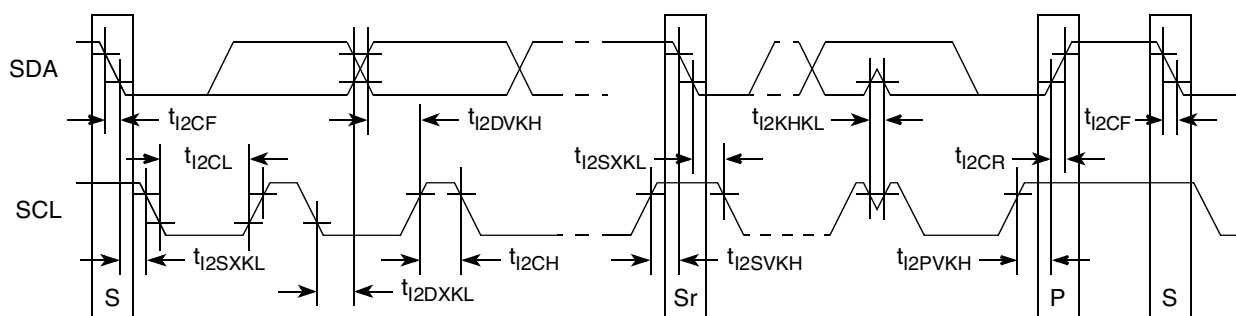 SDA
tI2CF
tI2DVKH
tI2KHKL
tI2CF
tI2CL
tI2SXKL
tI2CR
SCL
tI2SXKL
tI2CH
tI2SVKH
tI2PVKH
tI2DXKL
S
Sr
P
S